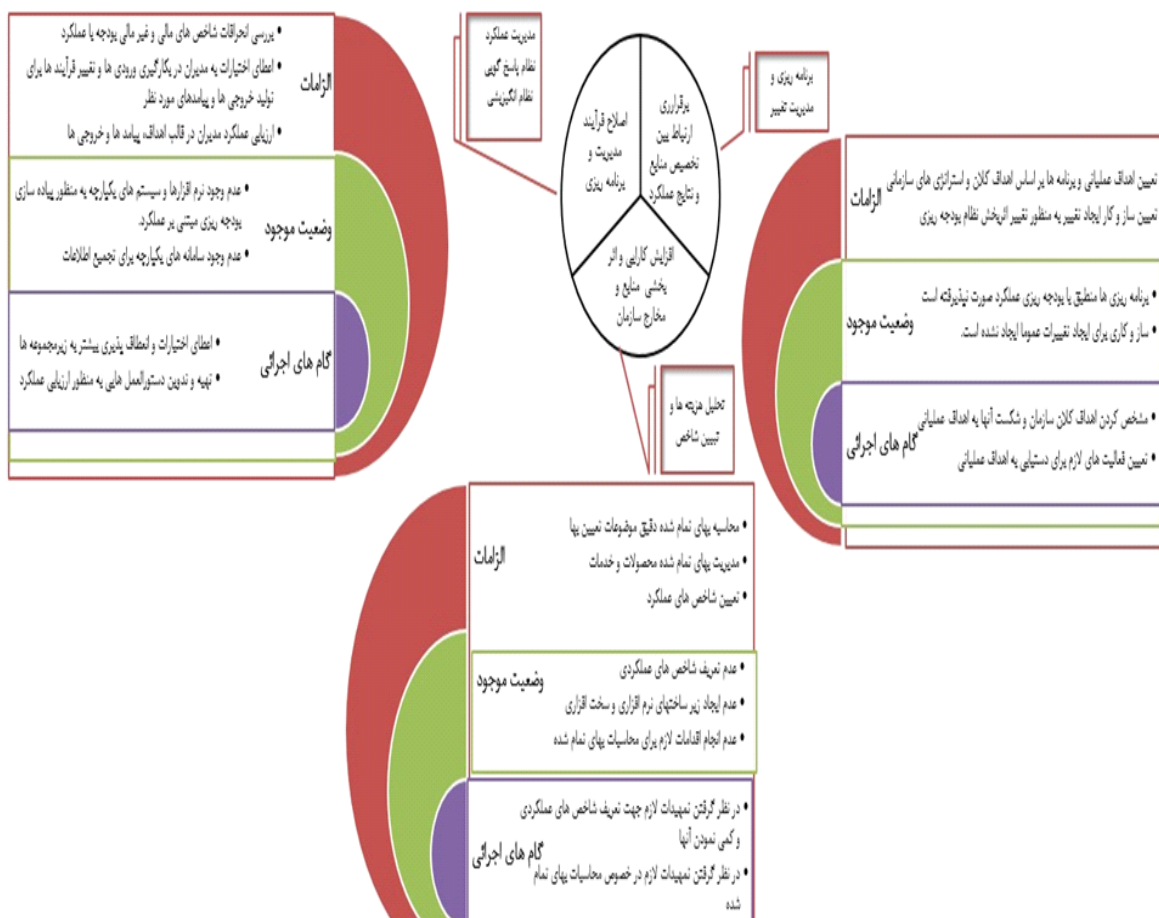 برنامه ریزی و
مدیریت تغییر
برقراری
ارتباط بین
تخصیص منابع
و نتایج عملکرد
اصلاح فرآیند
مدیریت و
برنامه ریزی
افزایش کارایی و اثر
بخشی منابع و
مخارج سازمان
مدیریت عملکرد
نظام پاسخ گویی
نظام انگیزشی
تحلیل هزینه ها و
تبیین شاخص
الزامات
تعیین اهداف عملیاتی و برنامه ها بر اساس اهداف کلان و استراتژی های سازمانی
تعیین ساز و کار ایجاد تغییر به منظور تغییر اثربخش نظام بودجه ریزی
وضعیت موجود
• برنامه ریزی ها منطبق با بودجه ریزی عملکرد صورت نپذیرفته است
• ساز و کاری برای ایجاد تغییرات عموما ایجاد نشده است.
گام های اجرائی
• مشخص کردن اهداف کلان سازمان و شکست آنها به اهداف عملیاتی
• تعیین فعالیت های لازم برای دستیابی به اهداف عملیاتی
الزامات
• بررسی انحرافات شاخص های مالی و غیر مالی بودجه با عملکرد
• اعطای اختیارات به مدیران در بکارگیری ورودی ها و تغییر فرآیند ها برای
تولید خروجی ها و پیامدهای مورد نظر
• ارزیابی عملکرد مدیران در قالب اهداف، پیامد ها و خروجی ها
وضعیت موجود
• عدم وجود نرم افزارها و سیستم های یکپارچه به منظور پیاده سازی
بودجه ریزی مبتنی بر عملکرد.
• عدم وجود سامانه های یکپارچه برای تجمیع اطلاعات
گام های اجرائی
• اعطای اختیارات و انعطاف پذیری بیشتر به زیرمجموعه ها
• تهیه و تدوین دستورالعمل هایی به منظور ارزیابی عملکرد
الزامات
• محاسبه بهای تمام شده دقیق موضوعات تعیین بها
• مدیریت بهای تمام شده محصولات و خدمات
• تعیین شاخص های عملکرد
وضعیت موجود
• عدم تعریف شاخص های عملکردی
• عدم ایجاد زیر ساختهای نرم افزاری و سخت افزاری
• عدم انجام اقدامات لازم برای محاسبات بهای تمام شده
گام های اجرائی
• در نظر گرفتن تمهیدات لازم جهت تعریف شاخص های عملکردی
و کمی نمودن آنها
• در نظر گرفتن تمهیدات لازم در خصوص محاسبات بهای تمام
شده